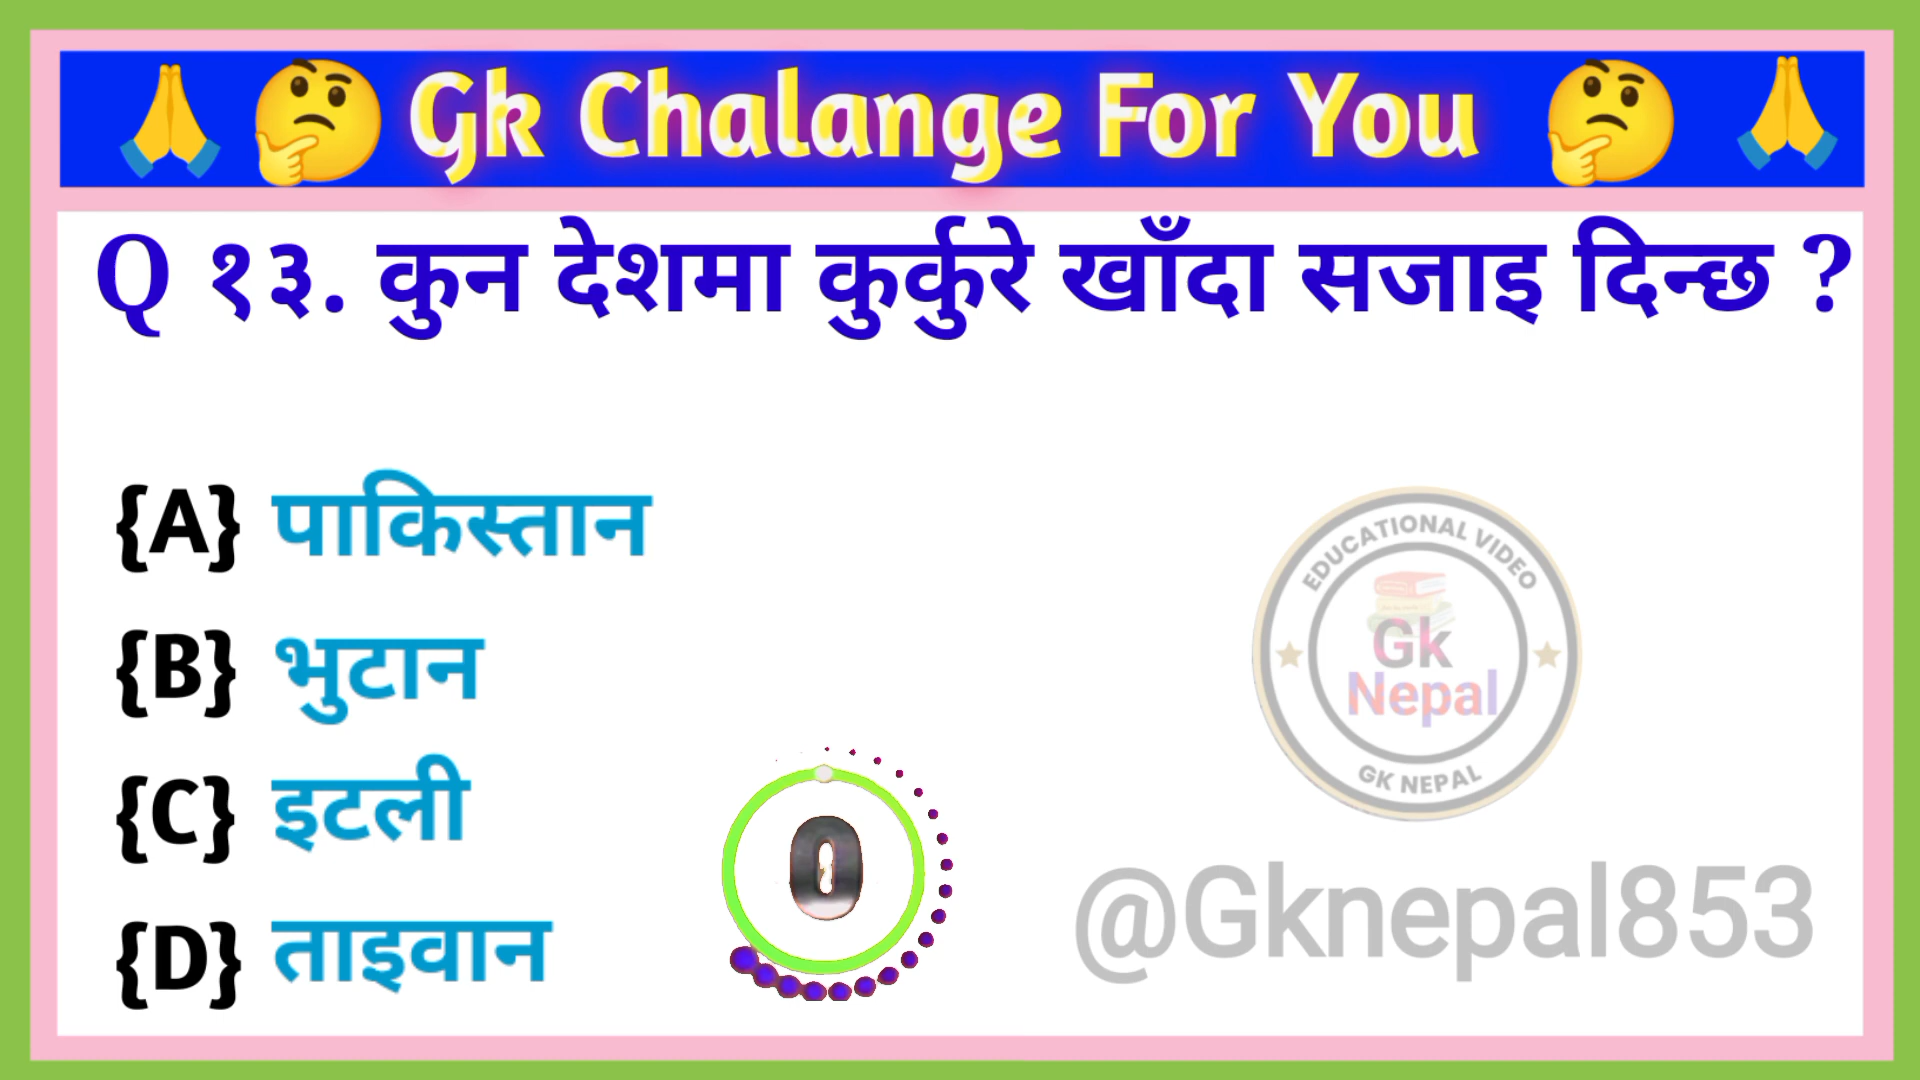 Gk Chalange For You
Q १३. कुन देशमा कुर्कुरे खाँदा सजाइ दिन्छ ?
{A} पाकिस्तान
{B} भुटान
{C} इटली
{D} ताइवान
0
EDUCATIONAL VIDEO
Gk
Nepal
GK NEPAL
@Gknepal853